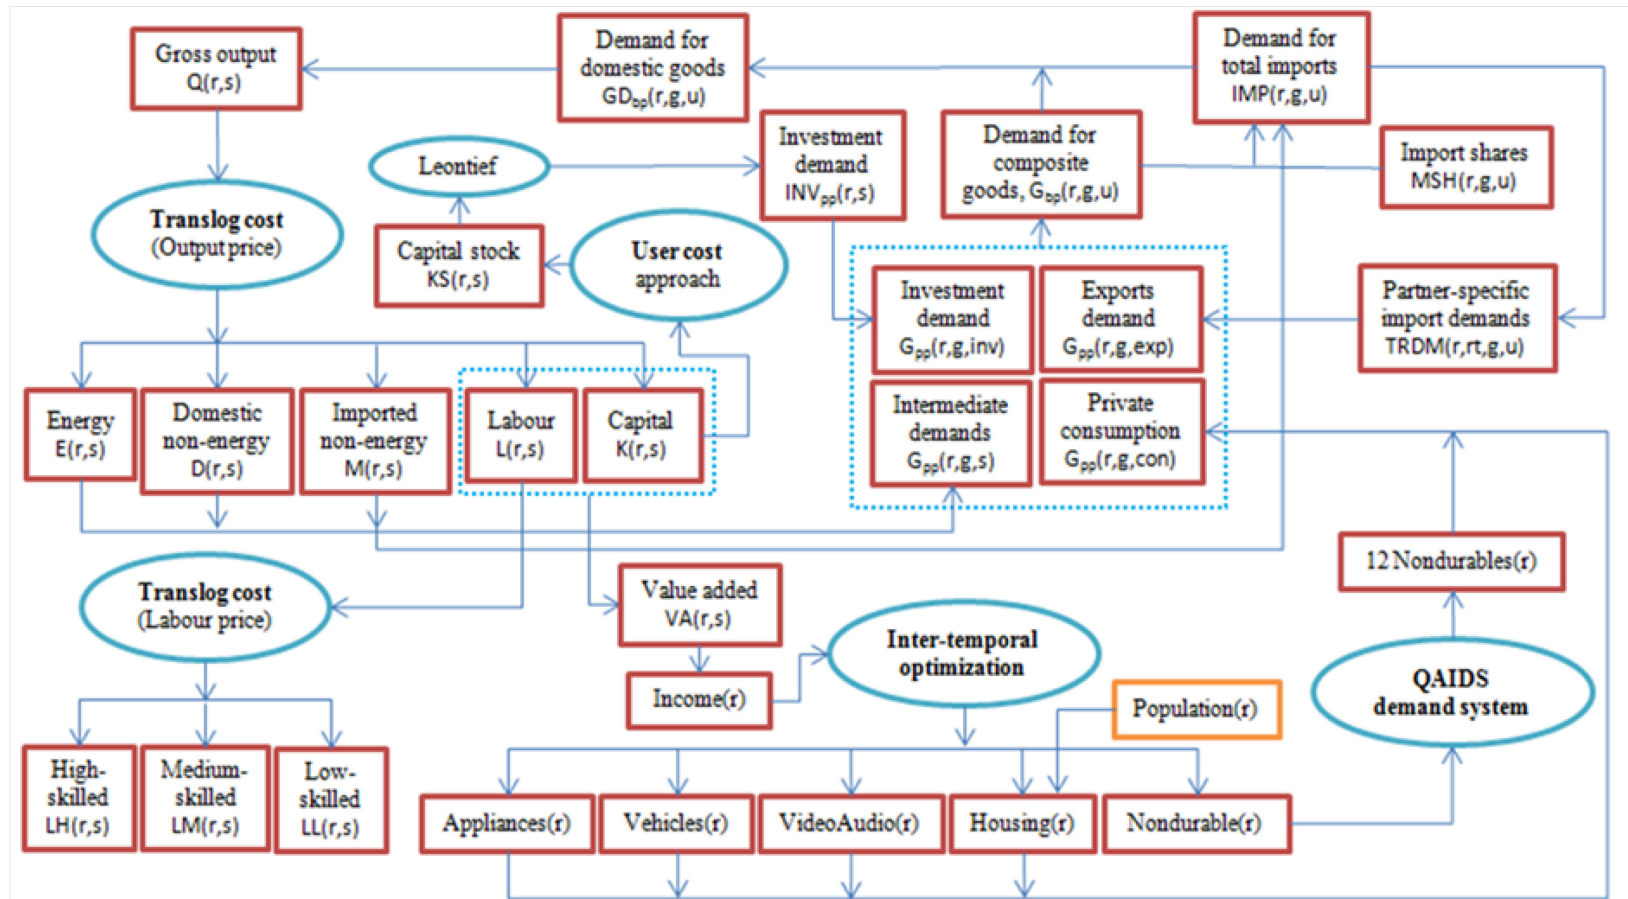 Gross output
Q(r,s)
Demand for
domestic goods
GDbp(r,g,u)
Demand for
total imports
IMP(r,g,u)
Investment
demand
INVpp(r,s)
Demand for
composite
goods, Gbp(r,g,u)
Import shares
MSH(r,g,u)
Leontief
Translog cost
(Output price)
Capital stock
KS(r,s)
User cost
approach
Investment
demand
Gpp(r,g,inv)
Exports
demand
Gpp(r,g,exp)
Partner-specific
import demands
TRDM(r,rt,g,u)
Energy
E(r,s)
Domestic
non-energy
D(r,s)
Imported
non-energy
M(r,s)
Labour
L(r,s)
Capital
K(r,s)
Intermediate
demands
Gpp(r,g,s)
Private
consumption
Gpp(r,g,con)
Translog cost
(Labour price)
Value added
VA(r,s)
Income(r)
Inter-temporal
optimization
12 Nondurables(r)
QAIDS
demand system
Population(r)
High-
skilled
LH(r,s)
Medium-
skilled
LM(r,s)
Low-
skilled
LL(r,s)
Appliances(r)
Vehicles(r)
VideoAudio(r)
Housing(r)
Nondurable(r)